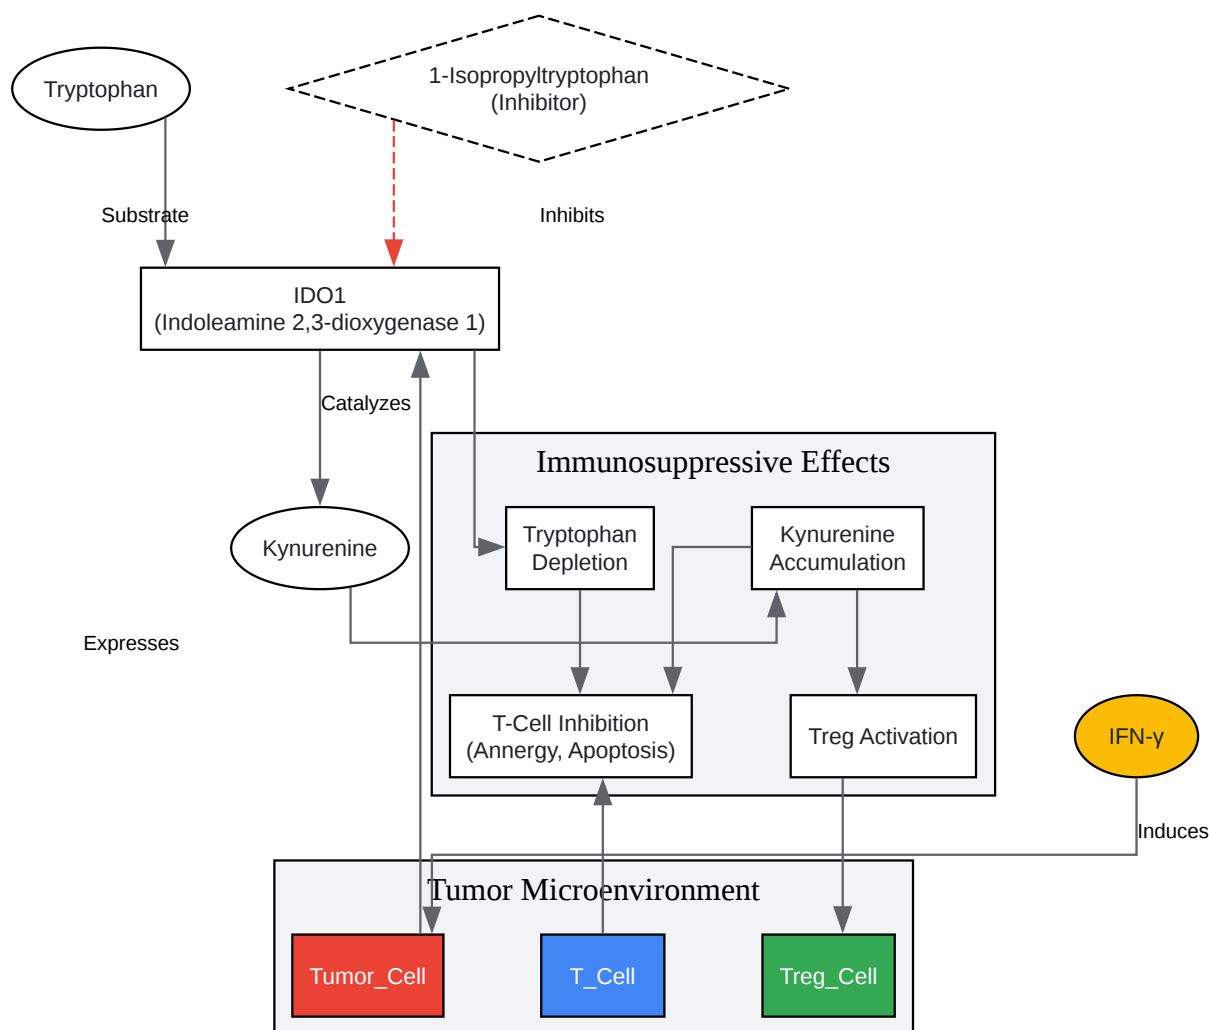 Tryptophan
1-Isopropyltryptophan
(Inhibitor)
Substrate
Inhibits
IDO1
(Indoleamine 2,3-dioxygenase 1)
Catalyzes
Immunosuppressive Effects
Tryptophan
Depletion
Kynurenine
Accumulation
Kynurenine
Expresses
T-Cell Inhibition
(Annergy, Apoptosis)
Treg Activation
IFN-γ
Induces
Tumor Microenvironment
Tumor_Cell
T_Cell
Treg_Cell